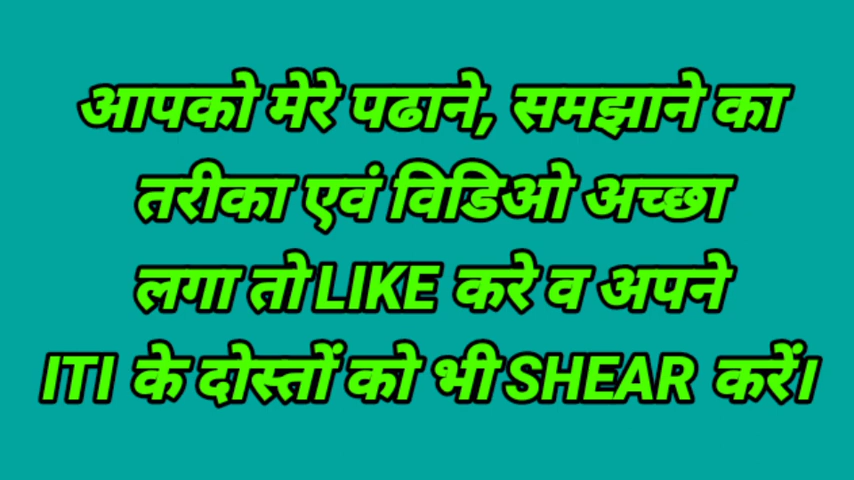 आपको मेरे पढाने, समझाने का
तरीका एवं विडिओ अच्छा
लगा तो LIKE करे व अपने
ITI के दोस्तों को भी SHEAR करें।